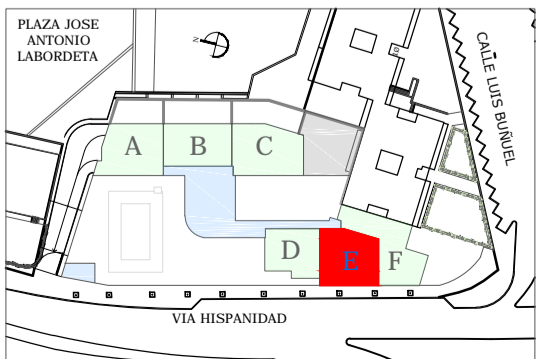 PLAZA JOSE
ANTONIO
LABORDETA
N
CALLE LUIS BUÑUEL
A
B
C
D
E
F
VIA HISPANIDAD